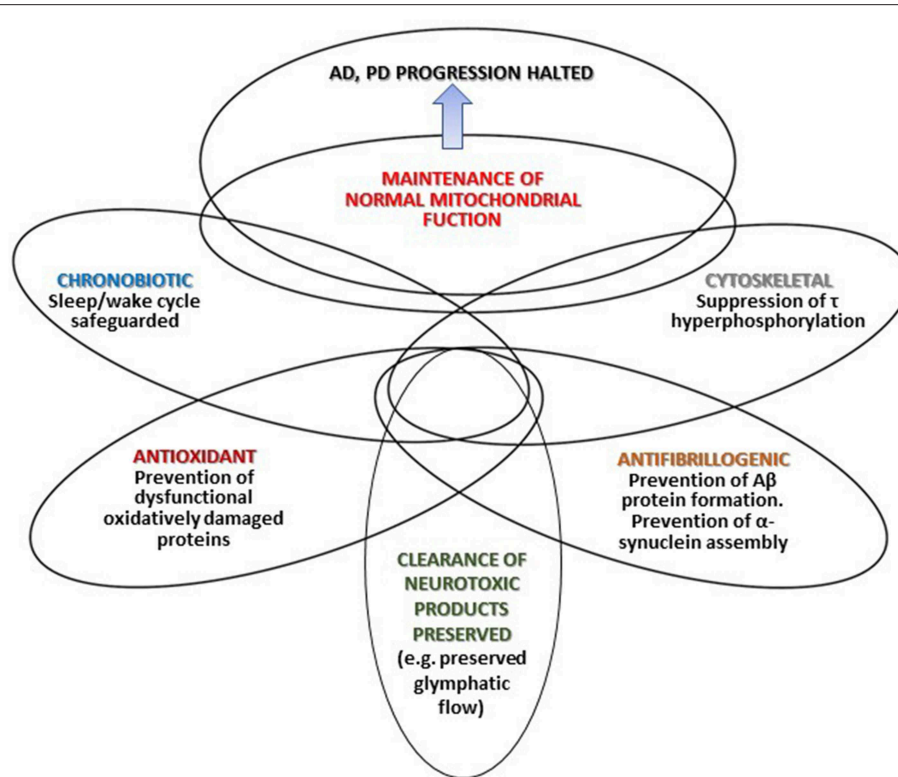 AD, PD PROGRESSION HALTED
MAINTENANCE OF
NORMAL MITOCHONDRIAL
FUCTION
CHRONOBIOTIC
Sleep/wake cycle
safeguarded
CYTOSKELETAL
Suppression of τ
hyperphosphorylation
ANTIOXIDANT
Prevention of
dysfunctional
oxidatively damaged
proteins
ANTIFIBRILLOGENIC
Prevention of Aβ
protein formation.
Prevention of α-
synuclein assembly
CLEARANCE OF
NEUROTOXIC
PRODUCTS
PRESERVED
(e.g. preserved
glymphatic
flow)